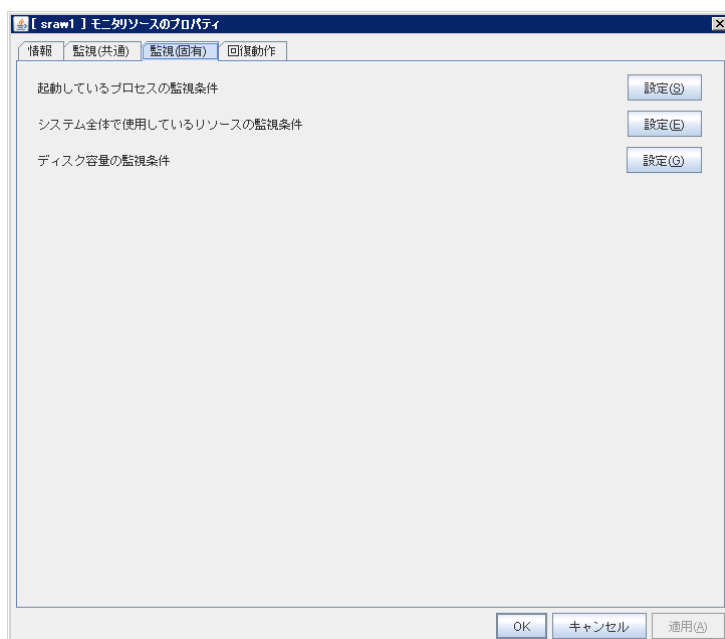 [ sraw1 ] モニタリソースのプロパティ
情報 監視(共通) 監視(固有) 回復動作
起動しているプロセスの監視条件 設定(S)
システム全体で使用しているリソースの監視条件 設定(E)
ディスク容量の監視条件 設定(G)
OK キャンセル 適用(A)